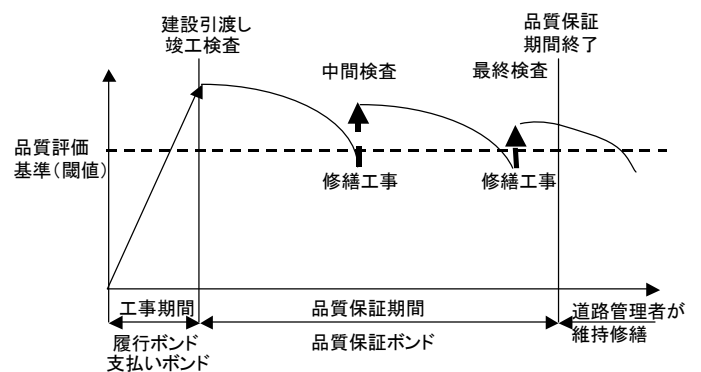 建設引渡し
竣工検査
品質保証
期間終了
中間検査
最終検査
品質評価
基準（閾値）
修繕工事
修繕工事
工事期間
品質保証期間
道路管理者が
維持修繕
履行ボンド
支払いボンド
品質保証ボンド